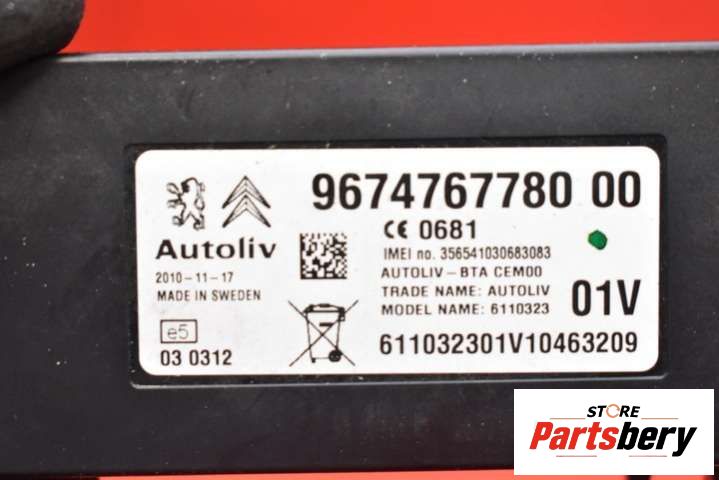 9674767780 00
CE 0681
Autoliv
IMEI no. 356541030683083
2010-11-17
AUTOLIV-BTA CEM00
MADE IN SWEDEN
TRADE NAME: AUTOLIV
01V
MODEL NAME: 6110323
e5
03 0312
611032301V10463209
STORE
Partsbery